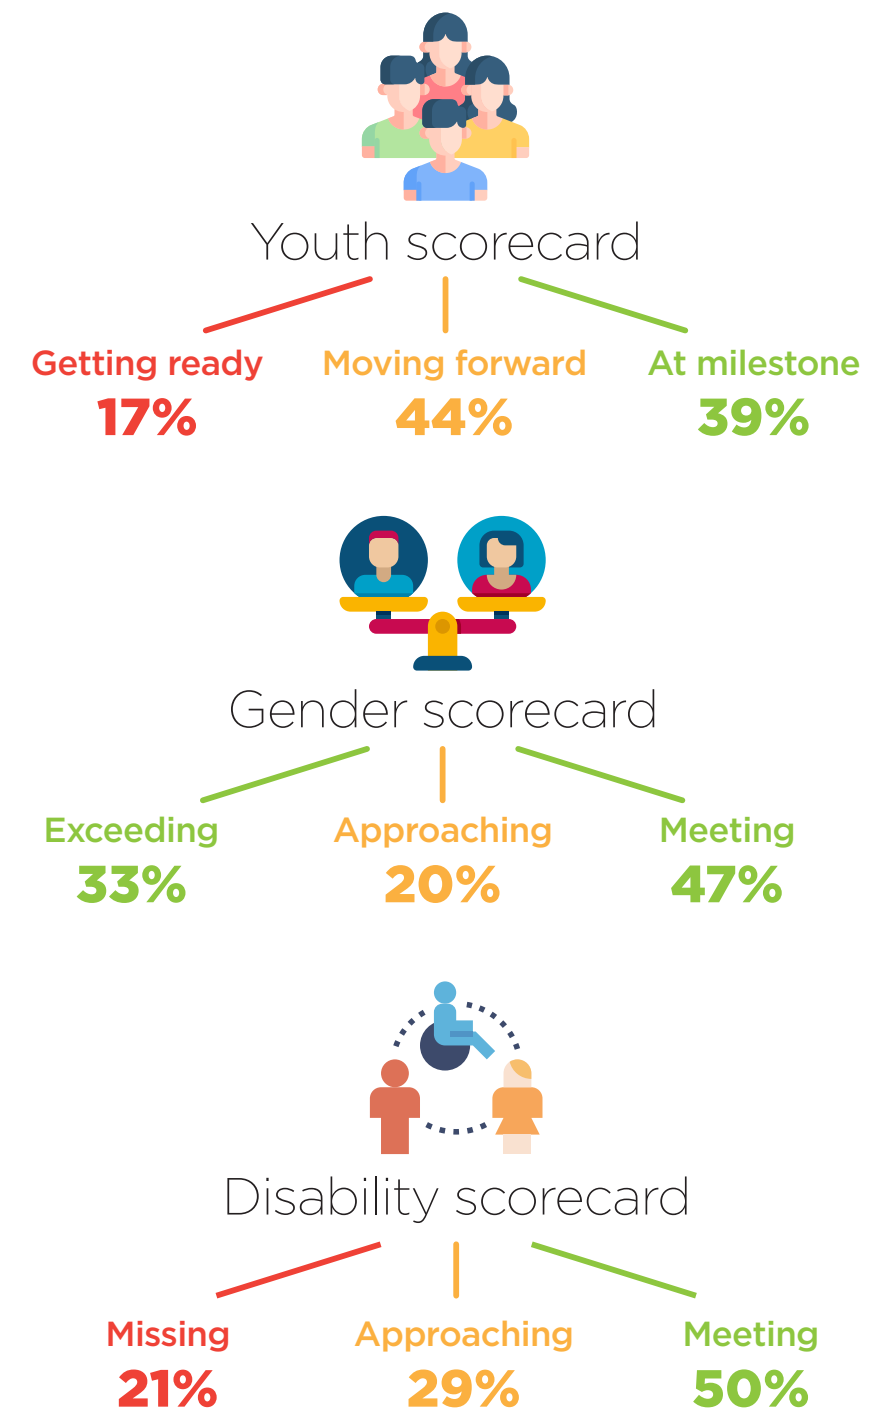 Youth scorecard
Getting ready
17%
Moving forward
44%
At milestone
39%
Gender scorecard
Exceeding
33%
Approaching
20%
Meeting
47%
Disability scorecard
Missing
21%
Approaching
29%
Meeting
50%